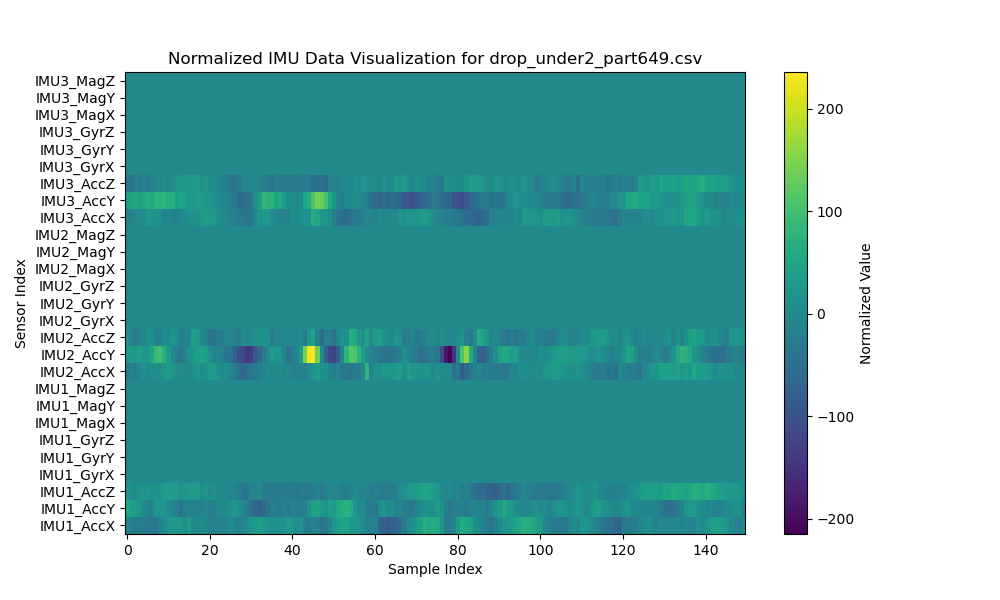 Normalized IMU Data Visualization for drop_under2_part649.csv
IMU3_MagZ
IMU3_MagY
IMU3_MagX
IMU3_GyrZ
IMU3_GyrY
IMU3_GyrX
IMU3_AccZ
IMU3_AccY
IMU3_AccX
IMU2_MagZ
IMU2_MagY
IMU2_MagX
IMU2_GyrZ
IMU2_GyrY
IMU2_GyrX
IMU2_AccZ
IMU2_AccY
IMU2_AccX
IMU1_MagZ
IMU1_MagY
IMU1_MagX
IMU1_GyrZ
IMU1_GyrY
IMU1_GyrX
IMU1_AccZ
IMU1_AccY
IMU1_AccX
Sensor Index
0 20 40 60 80 100 120 140
Sample Index
200
100
0
−100
−200
Normalized Value